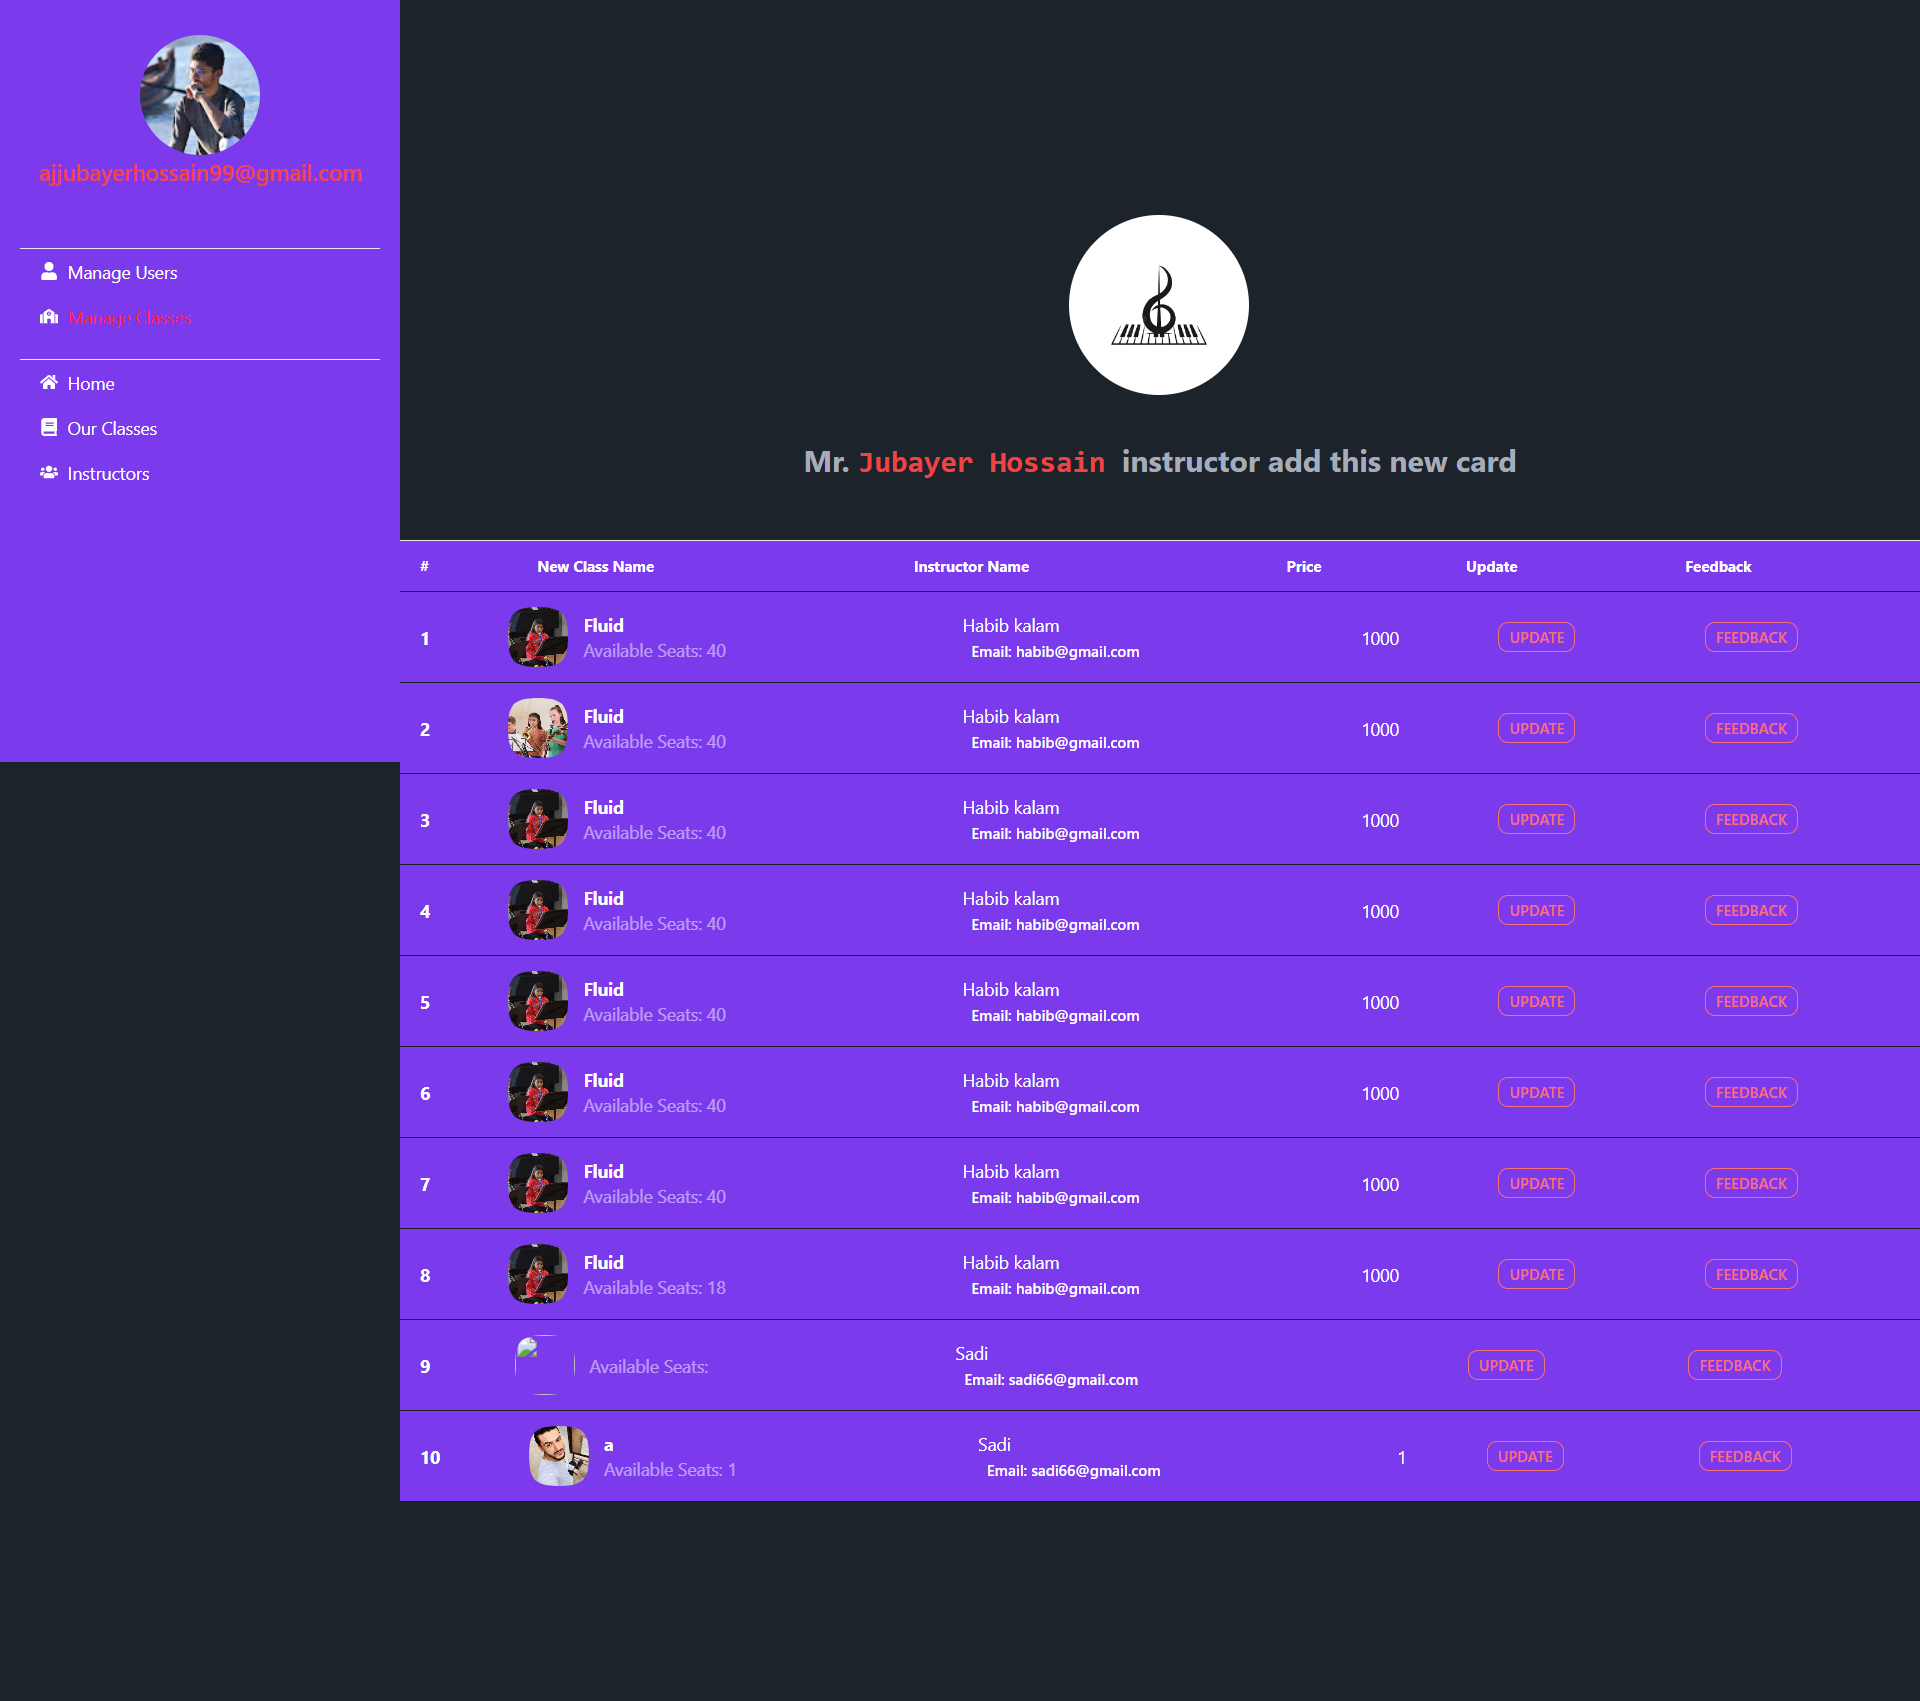 ajjubayerhossain99@gmail.com
Manage Users
Manage Classes
Home
Our Classes
Instructors
Mr. Jubayer Hossain instructor add this new card
# New Class Name Instructor Name Price Update Feedback
1 Fluid Habib kalam 1000 UPDATE FEEDBACK
Available Seats: 40 Email: habib@gmail.com
2 Fluid Habib kalam 1000 UPDATE FEEDBACK
Available Seats: 40 Email: habib@gmail.com
3 Fluid Habib kalam 1000 UPDATE FEEDBACK
Available Seats: 40 Email: habib@gmail.com
4 Fluid Habib kalam 1000 UPDATE FEEDBACK
Available Seats: 40 Email: habib@gmail.com
5 Fluid Habib kalam 1000 UPDATE FEEDBACK
Available Seats: 40 Email: habib@gmail.com
6 Fluid Habib kalam 1000 UPDATE FEEDBACK
Available Seats: 40 Email: habib@gmail.com
7 Fluid Habib kalam 1000 UPDATE FEEDBACK
Available Seats: 40 Email: habib@gmail.com
8 Fluid Habib kalam 1000 UPDATE FEEDBACK
Available Seats: 18 Email: habib@gmail.com
9 Available Seats: Sadi UPDATE FEEDBACK
Email: sadi66@gmail.com
10 a Sadi 1 UPDATE FEEDBACK
Available Seats: 1 Email: sadi66@gmail.com